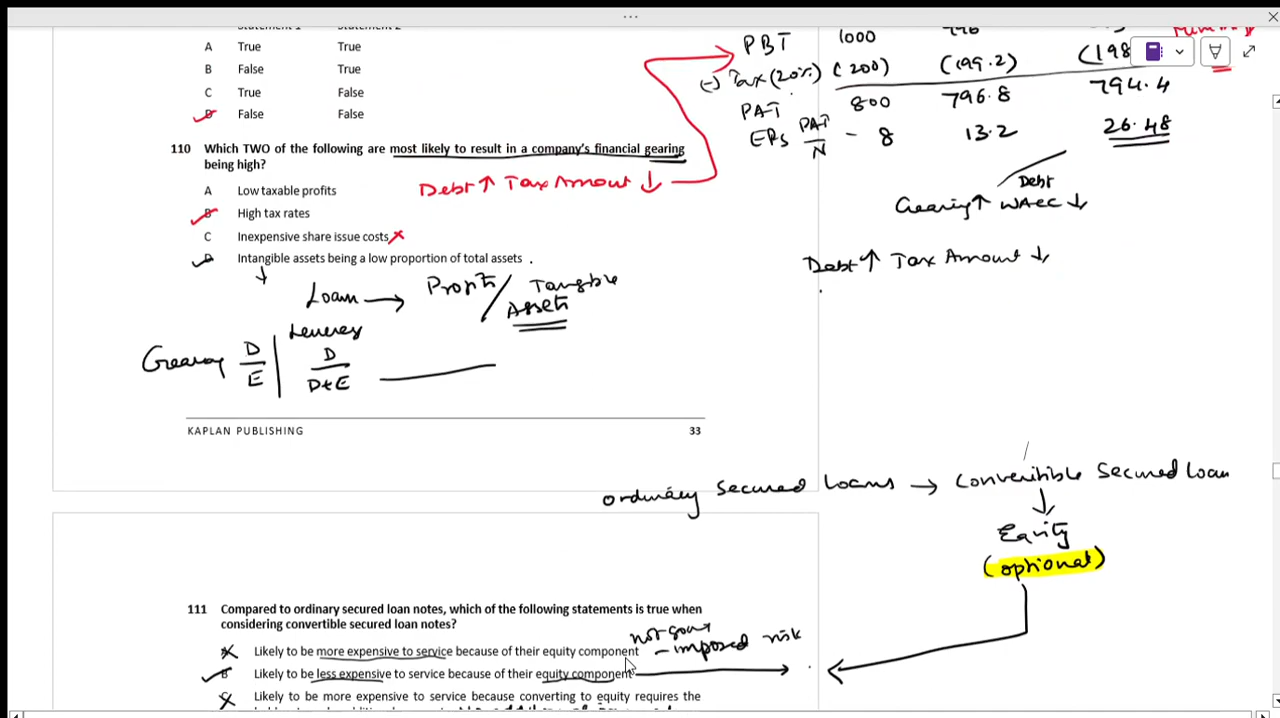 A True True
B False True
C True False
D False False
PBT 1000
(-) Tax (20%) (200) (199.2) (198
PAT 800 796.8 794.4
EPS PAT/N - 8 13.2 26.48
110 Which TWO of the following are most likely to result in a company's financial gearing
being high?
A Low taxable profits
Debt↑ Tax Amout ↓
B High tax rates
C Inexpensive share issue costs
D Intangible assets being a low proportion of total assets .
Debt
Gearing↑ WACC ↓
Debt↑ Tax Amount ↓
Loan → Profit / Tangible
Assets
Gearing D/E
D/D+E
KAPLAN PUBLISHING 33
ordinary secured loans → Convertible secured loan
↓
Equity
(optional)
111 Compared to ordinary secured loan notes, which of the following statements is true when
considering convertible secured loan notes?
Likely to be more expensive to service because of their equity component
- imposed risk
B Likely to be less expensive to service because of their equity component
Likely to be more expensive to service because converting to equity requires the